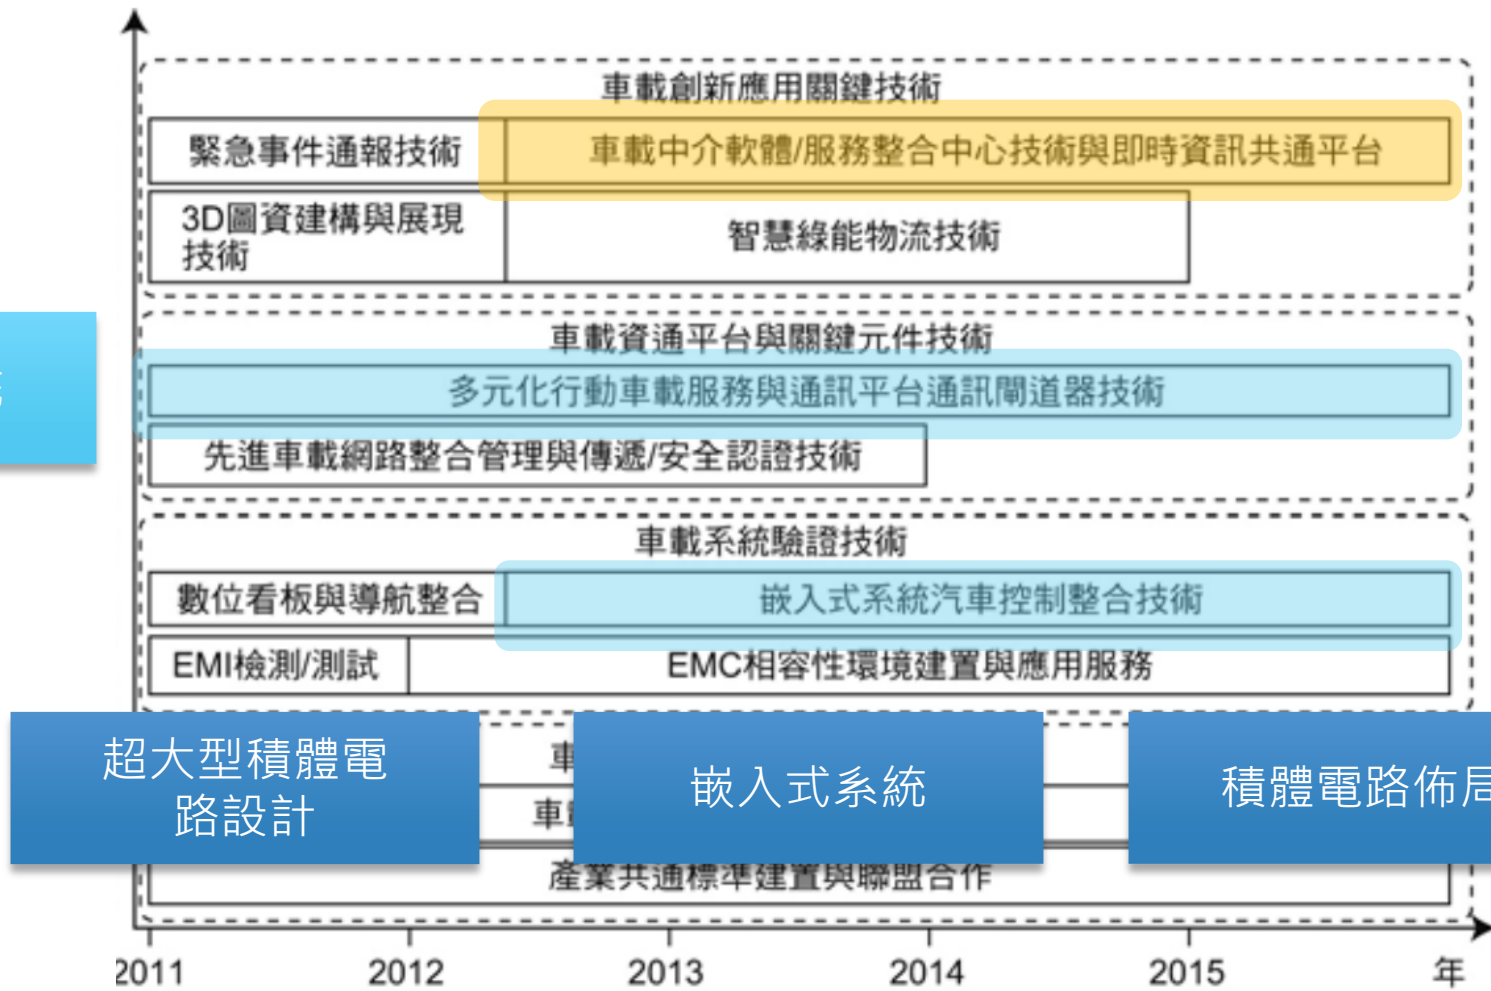 車載創新應用關鍵技術
緊急事件通報技術
車載中介軟體/服務整合中心技術與即時資訊共通平台
3D圖資建構與展現
技術
智慧綠能物流技術
車載資通平台與關鍵元件技術
多元化行動車載服務與通訊平台通訊閘道器技術
先進車載網路整合管理與傳遞/安全認證技術
車載系統驗證技術
數位看板與導航整合
嵌入式系統汽車控制整合技術
EMI檢測/測試
EMC相容性環境建置與應用服務
超大型積體電
路設計
車
嵌入式系統
積體電路佈局
車
產業共通標準建置與聯盟合作
2011
2012
2013
2014
2015
年